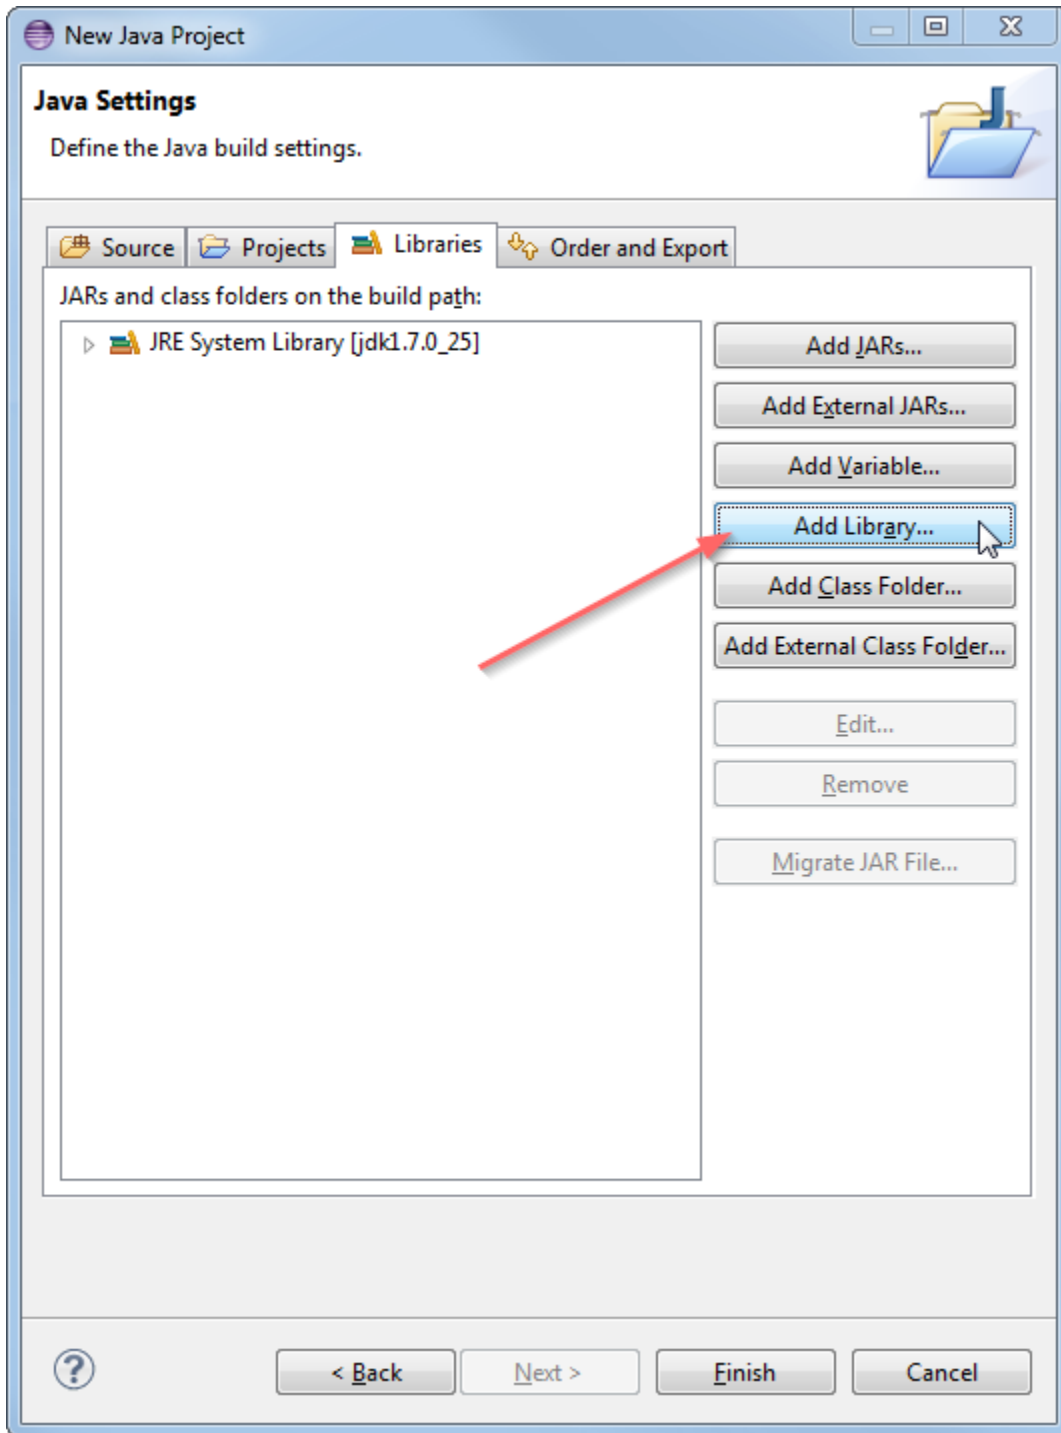 New Java Project
Java Settings
Define the Java build settings.
Source Projects Libraries Order and Export
JARs and class folders on the build path:
JRE System Library [jdk1.7.0_25]
Add JARs...
Add External JARs...
Add Variable...
Add Library...
Add Class Folder...
Add External Class Folder...
Edit...
Remove
Migrate JAR File...
? < Back Next > Finish Cancel